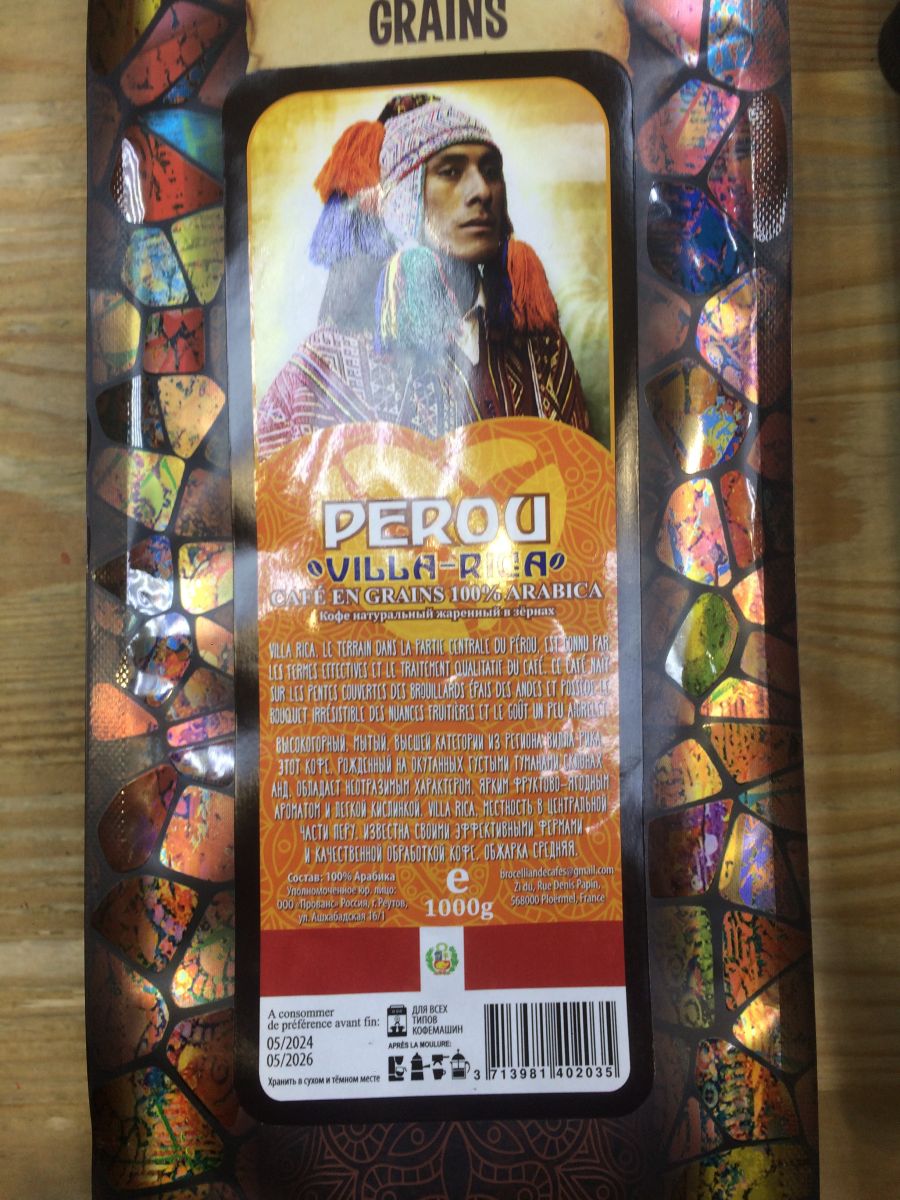 GRAINS
PEROU
VILLA-RICA
CAFÉ EN GRAINS 100% ARABICA
Кофе натуральный жаренный в зёрнах
VILLA RICA, LE TERRAIN DANS LA PARTIE CENTRALE DU PÉROU, EST CONNU PAR
LES FERMES EFFECTIVES ET LE TRAITEMENT QUALITATIF DU CAFÉ. CE CAFÉ NAÎT
SUR LES PENTES COUVERTES DES BROUILLARDS ÉPAIS DES ANDES ET POSSÈDE LE
BOUQUET IRRÉSISTIBLE DES NUANCES FRUITIÈRES ET LE GOÛT UN PEU
ВЫСОКОГОРНЫЙ, МЫТЫЙ, ВЫСШЕЙ КАТЕГОРИИ ИЗ РЕГИОНА ВИЛЛА РИКА.
ЭТОТ КОФЕ, РОЖДЕННЫЙ НА ОКУТАННЫХ ГУСТЫМИ ТУМАНАМИ СКЛОНАХ
АНД, ОБЛАДАЕТ НЕОТРАЗИМЫМ ХАРАКТЕРОМ, ЯРКИМ ФРУКТОВО-ЯГОДНЫМ
АРОМАТОМ И ЛЕГКОЙ КИСЛИНКОЙ. VILLA RICA, МЕСТНОСТЬ В ЦЕНТРАЛЬНОЙ
ЧАСТИ ПЕРУ, ИЗВЕСТНА СВОИМИ ЭФФЕКТИВНЫМИ ФЕРМАМИ
И КАЧЕСТВЕННОЙ ОБРАБОТКОЙ КОФЕ. ОБЖАРКА СРЕДНЯЯ.
Состав: 100% Арабика
Уполномоченное юр. лицо:
ООО «Прованс» Россия, г. Реутов,
ул. Ашхабадская 16/1
e
1000g
brocelliandecafes@gmail.com
Zi du, Rue Denis Papin,
568000 Ploërmel, France
A consommer
de préférence avant fin:
05/2024
05/2026
Хранить в сухом и тёмном месте
ДЛЯ ВСЕХ
ТИПОВ
КОФЕМАШИН
APRÈS LA MOULURE:
3 713981 402035